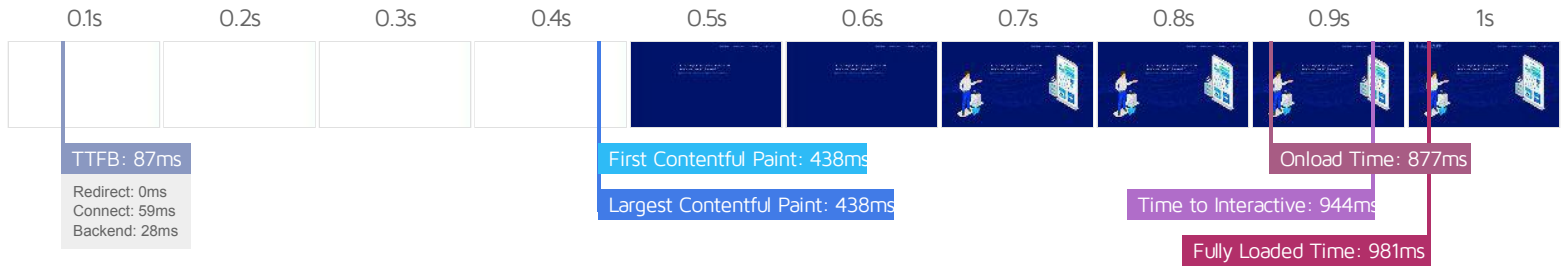 0.1s 0.2s 0.3s 0.4s 0.5s 0.6s 0.7s 0.8s 0.9s 1s
TTFB: 87ms
Redirect: 0ms
Connect: 59ms
Backend: 28ms
First Contentful Paint: 438ms
Largest Contentful Paint: 438ms
Onload Time: 877ms
Time to Interactive: 944ms
Fully Loaded Time: 981ms